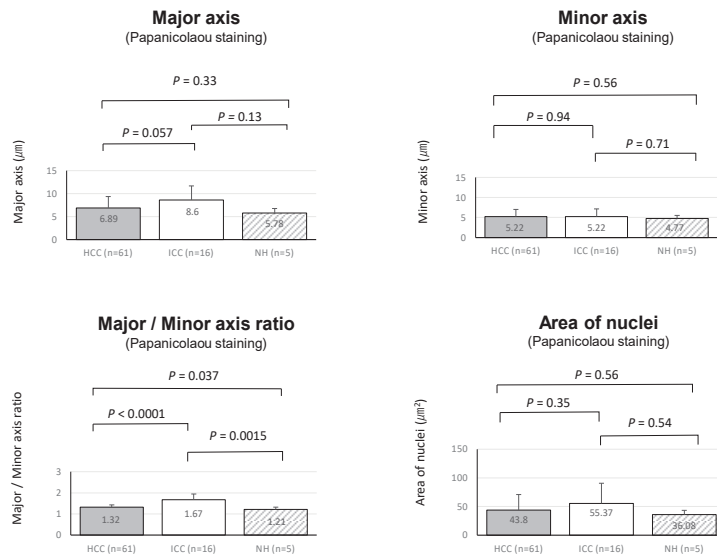 Major axis
(Papanicolaou staining)
P = 0.33
P = 0.13
P = 0.057
Major axis (㎛)
15
10
5
0
6.89
8.6
5.78
HCC (n=61)
ICC (n=16)
NH (n=5)
Minor axis
(Papanicolaou staining)
P = 0.56
P = 0.94
P = 0.71
Minor axis (㎛)
15
10
5
0
5.22
5.22
4.77
HCC (n=61)
ICC (n=16)
NH (n=5)
Major / Minor axis ratio
(Papanicolaou staining)
P = 0.037
P < 0.0001
P = 0.0015
Major / Minor axis ratio
3
2
1
0
1.32
1.67
1.21
HCC (n=61)
ICC (n=16)
NH (n=5)
Area of nuclei
(Papanicolaou staining)
P = 0.56
P = 0.35
P = 0.54
Area of nuclei (㎛²)
150
100
50
0
43.8
55.37
36.08
HCC (n=61)
ICC (n=16)
NH (n=5)